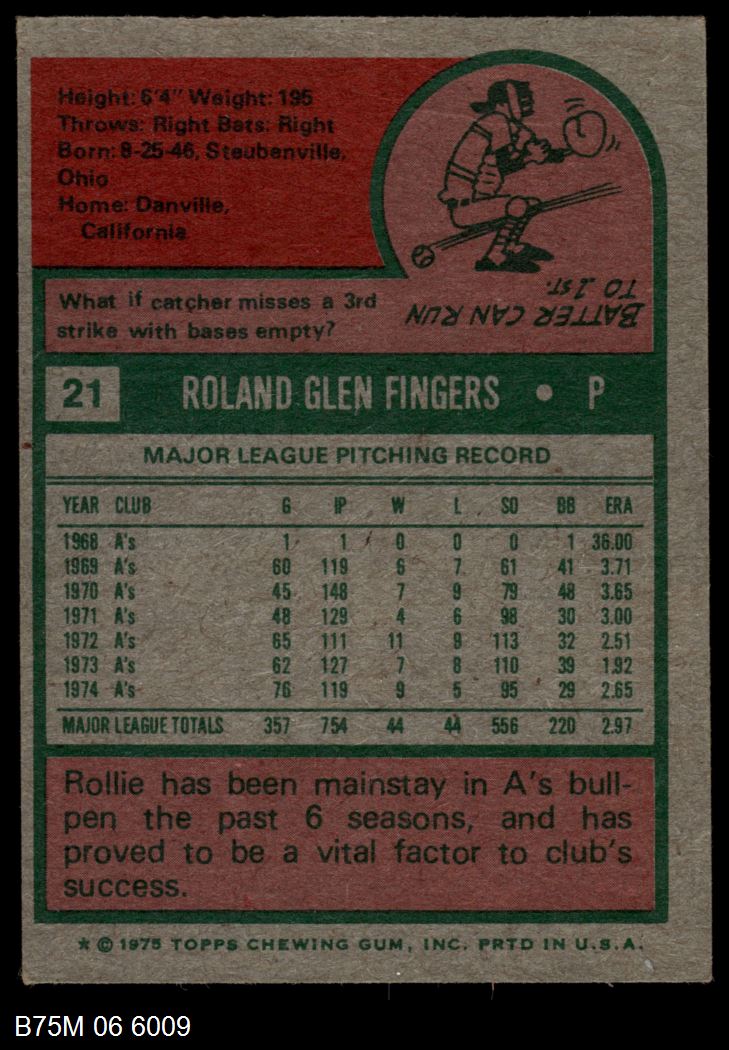 Height: 6'4" Weight: 195
Throws: Right Bats: Right
Born: 8-25-46, Steubenville,
Ohio
Home: Danville,
California
What if catcher misses a 3rd
strike with bases empty?
BATTER CAN RUN
TO 1ST.
21 ROLAND GLEN FINGERS • P
MAJOR LEAGUE PITCHING RECORD
YEAR CLUB G IP W L SO BB ERA
1968 A's 1 1 0 0 0 1 36.00
1969 A's 60 119 6 7 61 41 3.71
1970 A's 45 148 7 9 79 48 3.65
1971 A's 48 129 4 6 98 30 3.00
1972 A's 65 111 11 9 113 32 2.51
1973 A's 62 127 7 8 110 39 1.92
1974 A's 76 119 9 5 95 29 2.65
MAJOR LEAGUE TOTALS 357 754 44 44 556 220 2.97
Rollie has been mainstay in A's bull-
pen the past 6 seasons, and has
proved to be a vital factor to club's
success.
* © 1975 TOPPS CHEWING GUM, INC. PRTD IN U.S.A.
B75M 06 6009